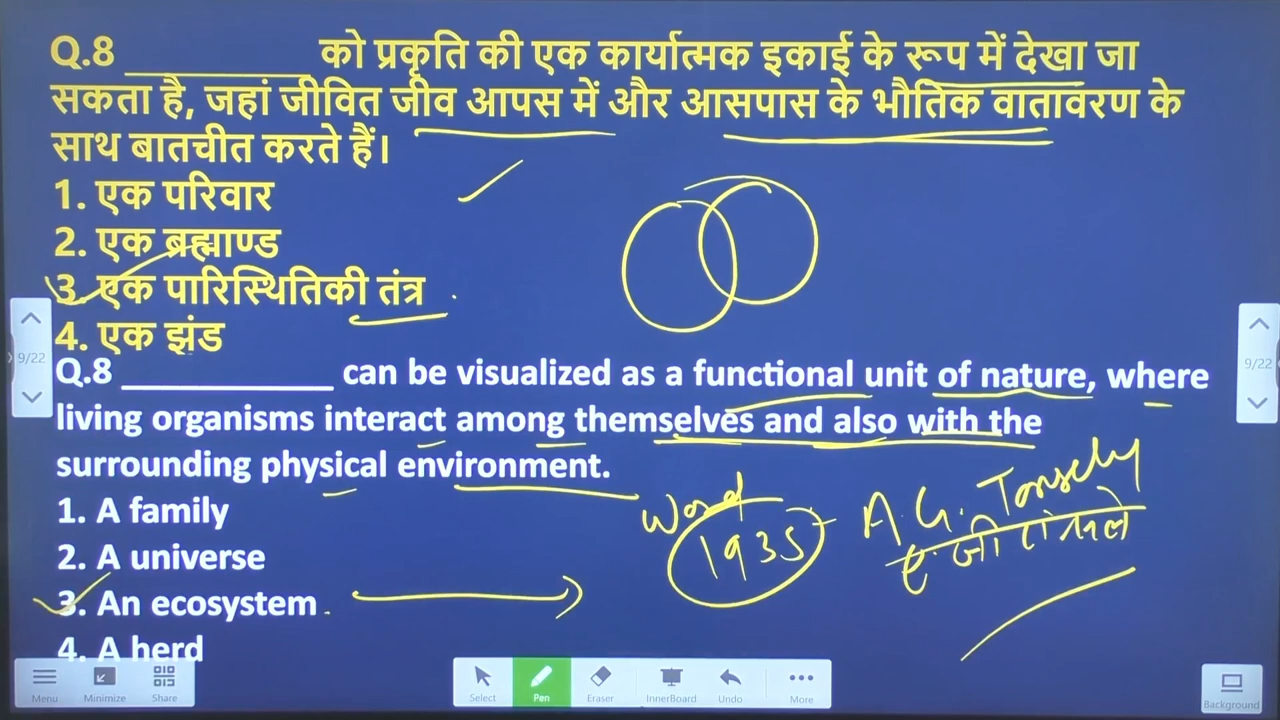 Q.8 ____________ को प्रकृति की एक कार्यात्मक इकाई के रूप में देखा जा
सकता है, जहां जीवित जीव आपस में और आसपास के भौतिक वातावरण के
साथ बातचीत करते हैं।
1. एक परिवार
2. एक ब्रह्माण्ड
3. एक पारिस्थितिकी तंत्र
4. एक झंड
9/22
9/22
Q.8 ______________ can be visualized as a functional unit of nature, where
living organisms interact among themselves and also with the
surrounding physical environment.
Word
1935
A.G. Tansely
ए.जी टांसले
1. A family
2. A universe
3. An ecosystem
4. A herd
Menu
Minimize
Share
Select
Pen
Eraser
InnerBoard
Undo
More
Background